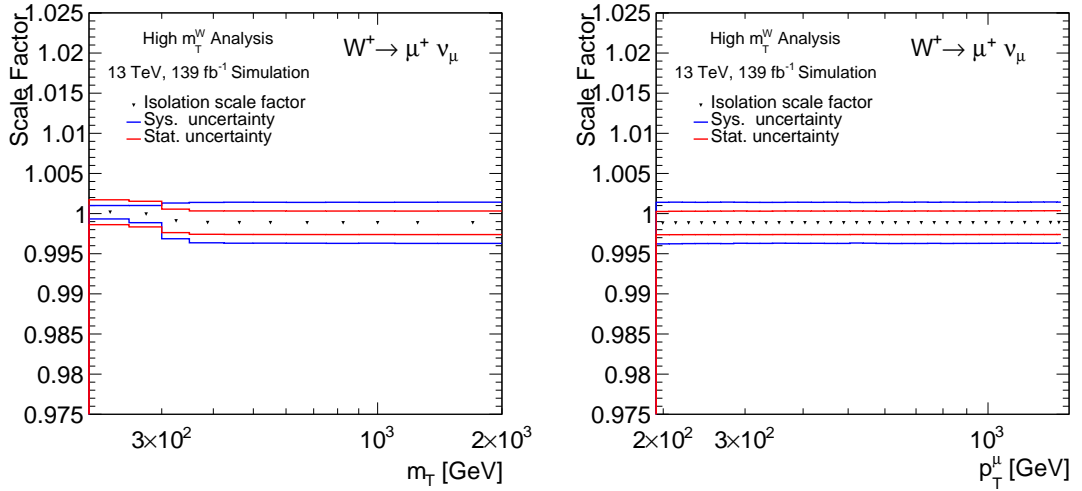 Scale Factor
1.025
1.02
1.015
1.01
1.005
1
0.995
0.99
0.985
0.98
0.975
High m_T^W Analysis
W⁺→ μ⁺ ν_μ
13 TeV, 139 fb⁻¹ Simulation
Isolation scale factor
Sys. uncertainty
Stat. uncertainty
3×10²
10³
2×10³
m_T [GeV]
Scale Factor
1.025
1.02
1.015
1.01
1.005
1
0.995
0.99
0.985
0.98
0.975
High m_T^W Analysis
W⁺→ μ⁺ ν_μ
13 TeV, 139 fb⁻¹ Simulation
Isolation scale factor
Sys. uncertainty
Stat. uncertainty
2×10²
3×10²
10³
p_T^μ [GeV]